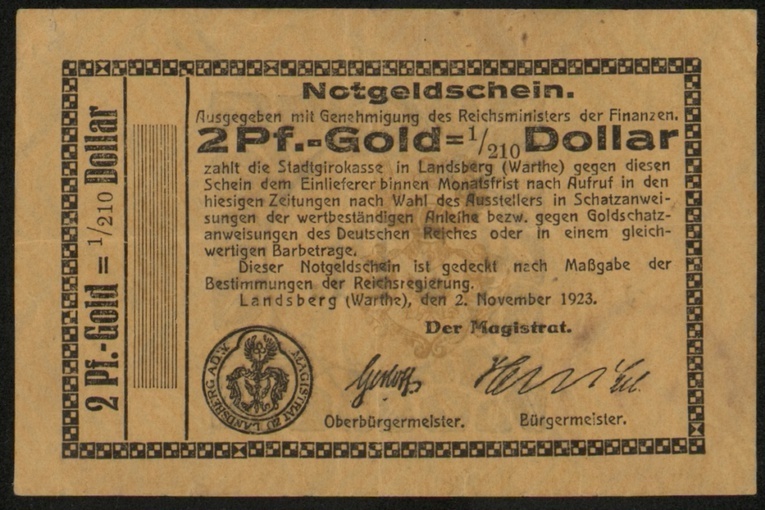 2 Pf.-Gold = 1/210 Dollar
Notgeldschein.
Ausgegeben mit Genehmigung des Reichsministers der Finanzen.
2 Pf.-Gold = 1/210 Dollar
zahlt die Stadtgirokasse in Landsberg (Warthe) gegen diesen
Schein dem Einlieferer binnen Monatsfrist nach Aufruf in den
hiesigen Zeitungen nach Wahl des Ausstellers in Schatzanwei-
sungen der wertbeständigen Anleihe bezw. gegen Goldschatz-
anweisungen des Deutschen Reiches oder in einem gleich-
wertigen Barbetrage.
Dieser Notgeldschein ist gedeckt nach Maßgabe der
Bestimmungen der Reichsregierung.
Landsberg (Warthe), den 2. November 1923.
Der Magistrat.
MAGISTRAT ZU LANDSBERG A.D.W.
Gerloff
Oberbürgermeister. Bürgermeister.